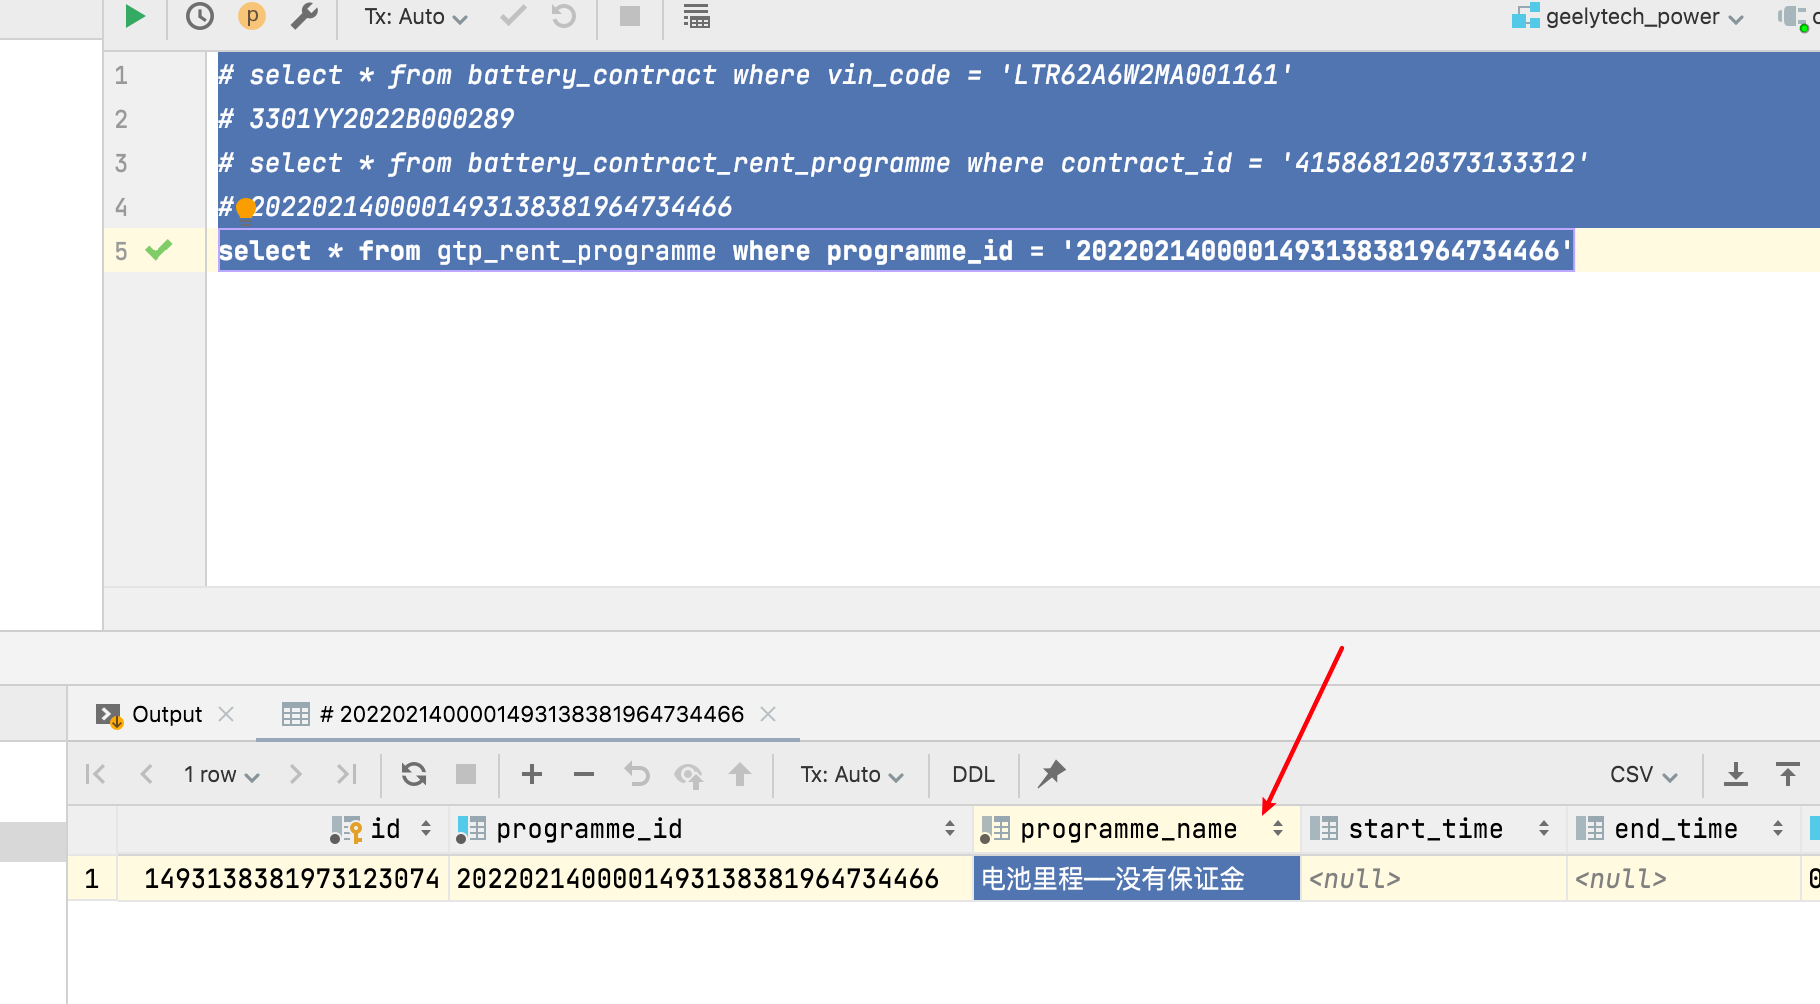 p Tx: Auto geelytech_power
1 # select * from battery_contract where vin_code = 'LTR62A6W2MA001161'
2 # 3301YY2022B000289
3 # select * from battery_contract_rent_programme where contract_id = '415868120373133312'
4 # 2022021400001493138381964734466
5 select * from gtp_rent_programme where programme_id = '2022021400001493138381964734466'
Output # 2022021400001493138381964734466
1 row Tx: Auto DDL CSV
id programme_id programme_name start_time end_time
1 1493138381973123074 2022021400001493138381964734466 电池里程——没有保证金 <null> <null>